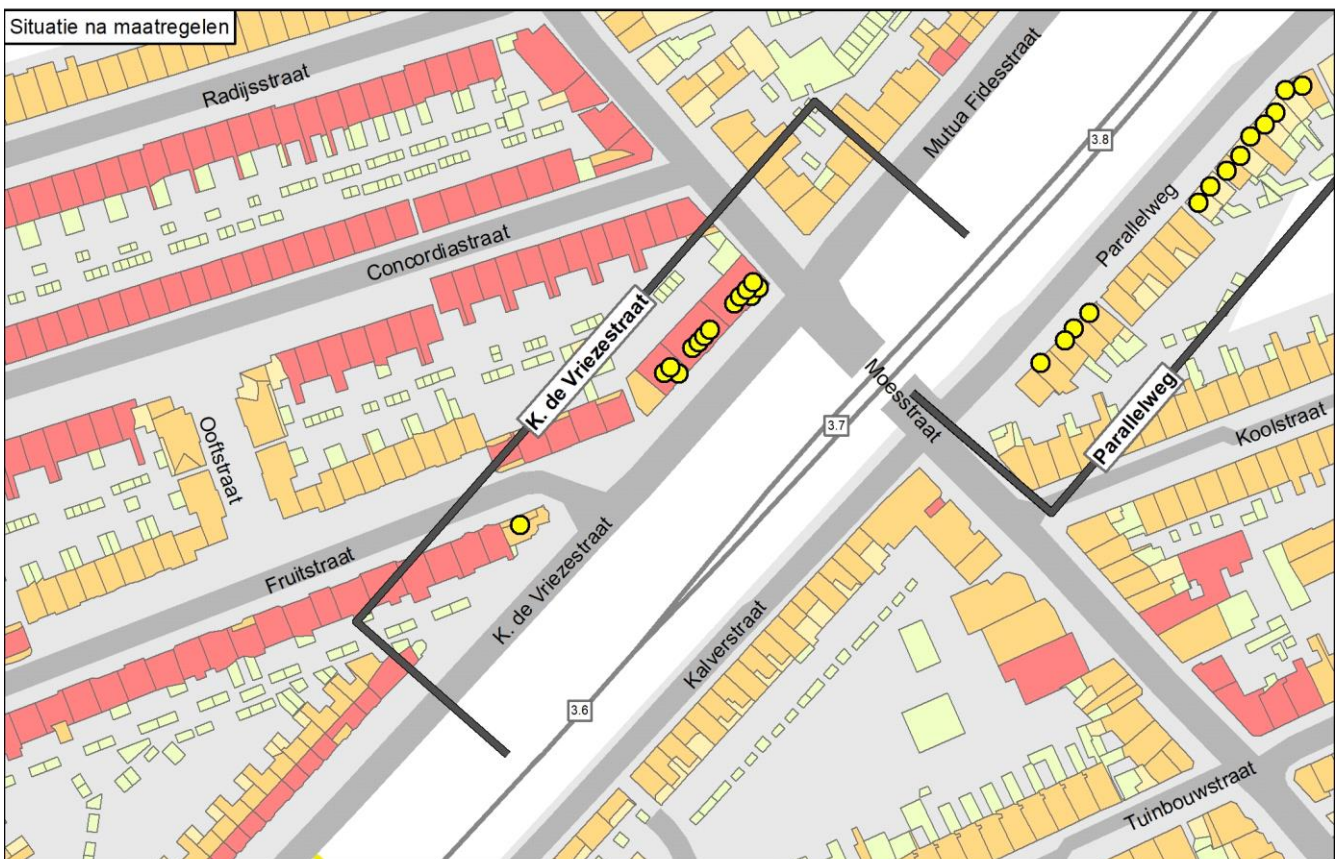 Situatie na maatregelen
Radijsstraat
Mutua Fidesstraat
3.8
Parallelweg
Concordiastraat
K. de Vriezestraat
Moesstraat
3.7
Parallelweg
Koolstraat
Ooftstraat
Fruitstraat
K. de Vriezestraat
Kalverstraat
3.6
Tuinbouwstraat